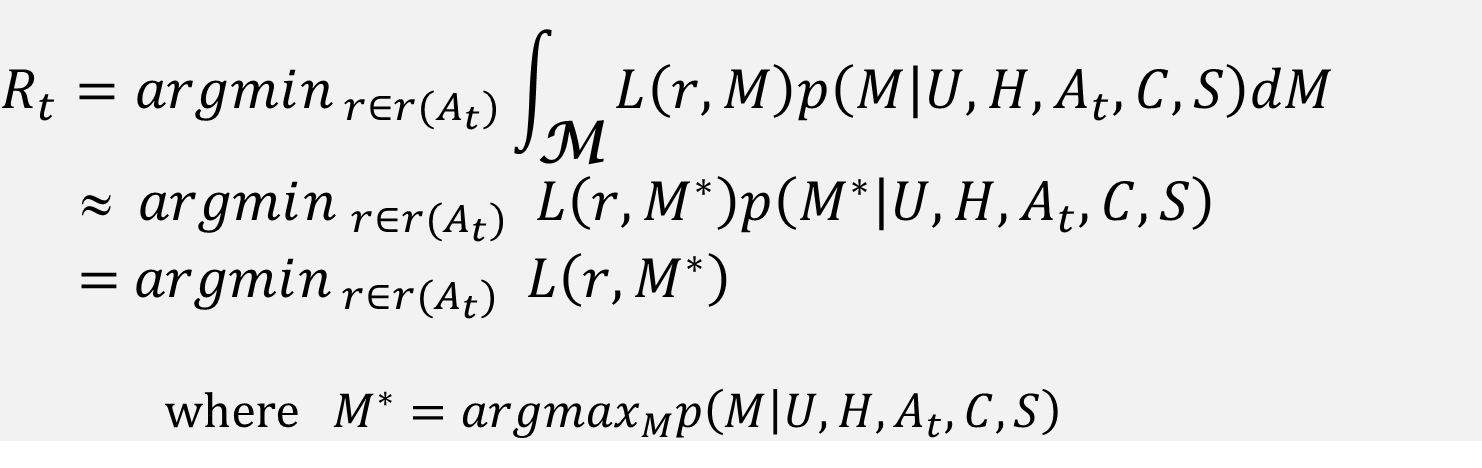 R_t = argmin_{r∈r(A_t)} ∫_ℳ L(r, M)p(M|U, H, A_t, C, S)dM
≈ argmin_{r∈r(A_t)} L(r, M*)p(M*|U, H, A_t, C, S)
= argmin_{r∈r(A_t)} L(r, M*)
where M* = argmax_M p(M|U, H, A_t, C, S)